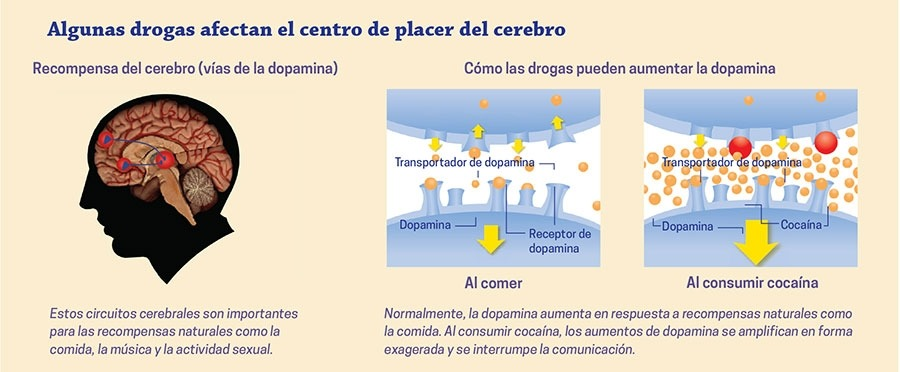 Algunas drogas afectan el centro de placer del cerebro
Recompensa del cerebro (vías de la dopamina)
Estos circuitos cerebrales son importantes
para las recompensas naturales como la
comida, la música y la actividad sexual.
Cómo las drogas pueden aumentar la dopamina
Transportador de dopamina
Dopamina
Receptor de
dopamina
Al comer
Transportador de dopamina
Dopamina
Cocaína
Al consumir cocaína
Normalmente, la dopamina aumenta en respuesta a recompensas naturales como
la comida. Al consumir cocaína, los aumentos de dopamina se amplifican en forma
exagerada y se interrumpe la comunicación.